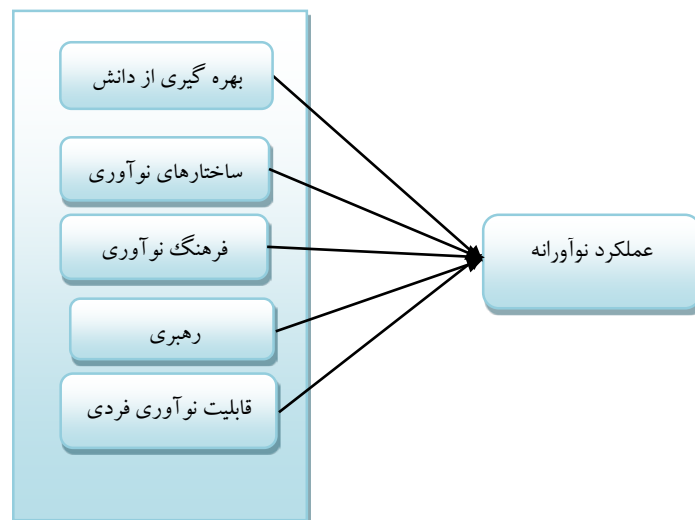 بهره گیری از دانش
ساختارهای نوآوری
فرهنگ نوآوری
رهبری
قابلیت نوآوری فردی
عملکرد نوآورانه